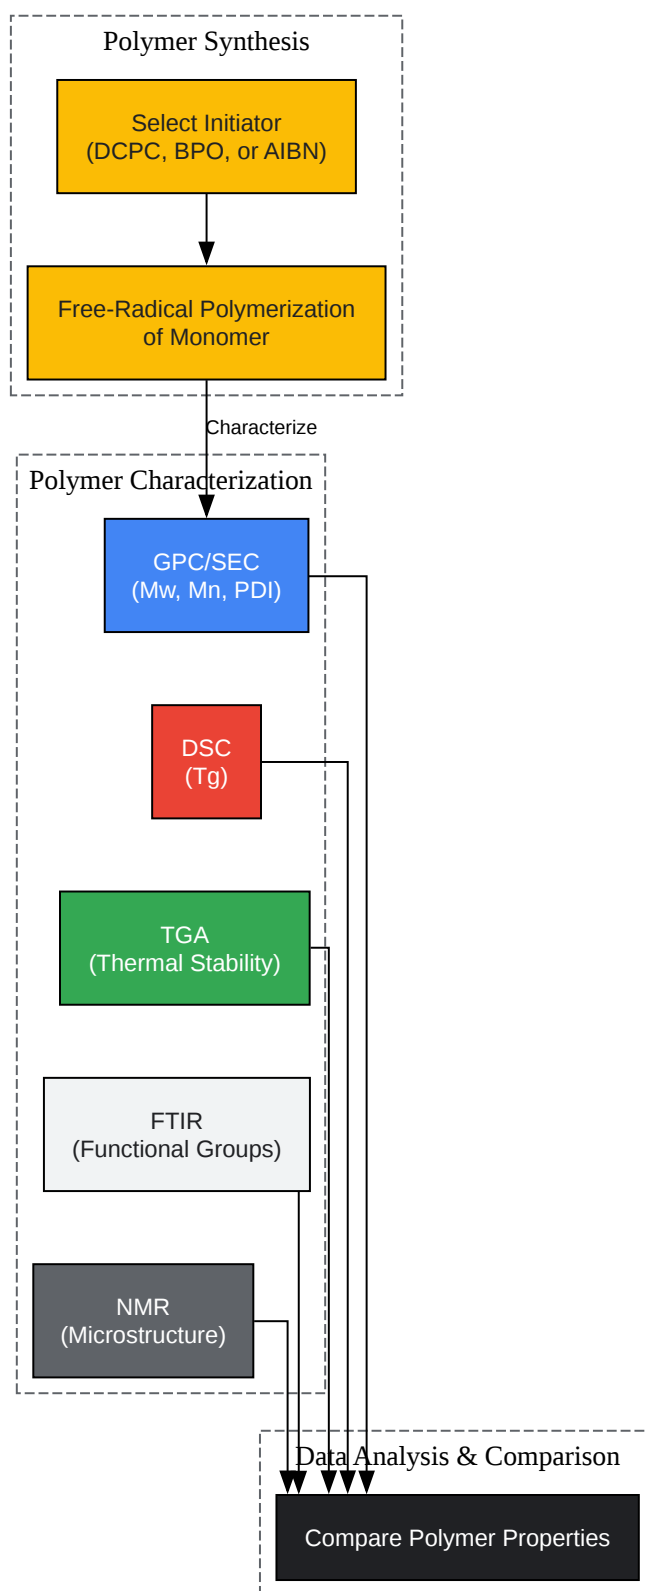 Polymer Synthesis
Select Initiator
(DCPC, BPO, or AIBN)
Free-Radical Polymerization
of Monomer
Characterize
Polymer Characterization
GPC/SEC
(Mw, Mn, PDI)
DSC
(Tg)
TGA
(Thermal Stability)
FTIR
(Functional Groups)
NMR
(Microstructure)
Data Analysis & Comparison
Compare Polymer Properties